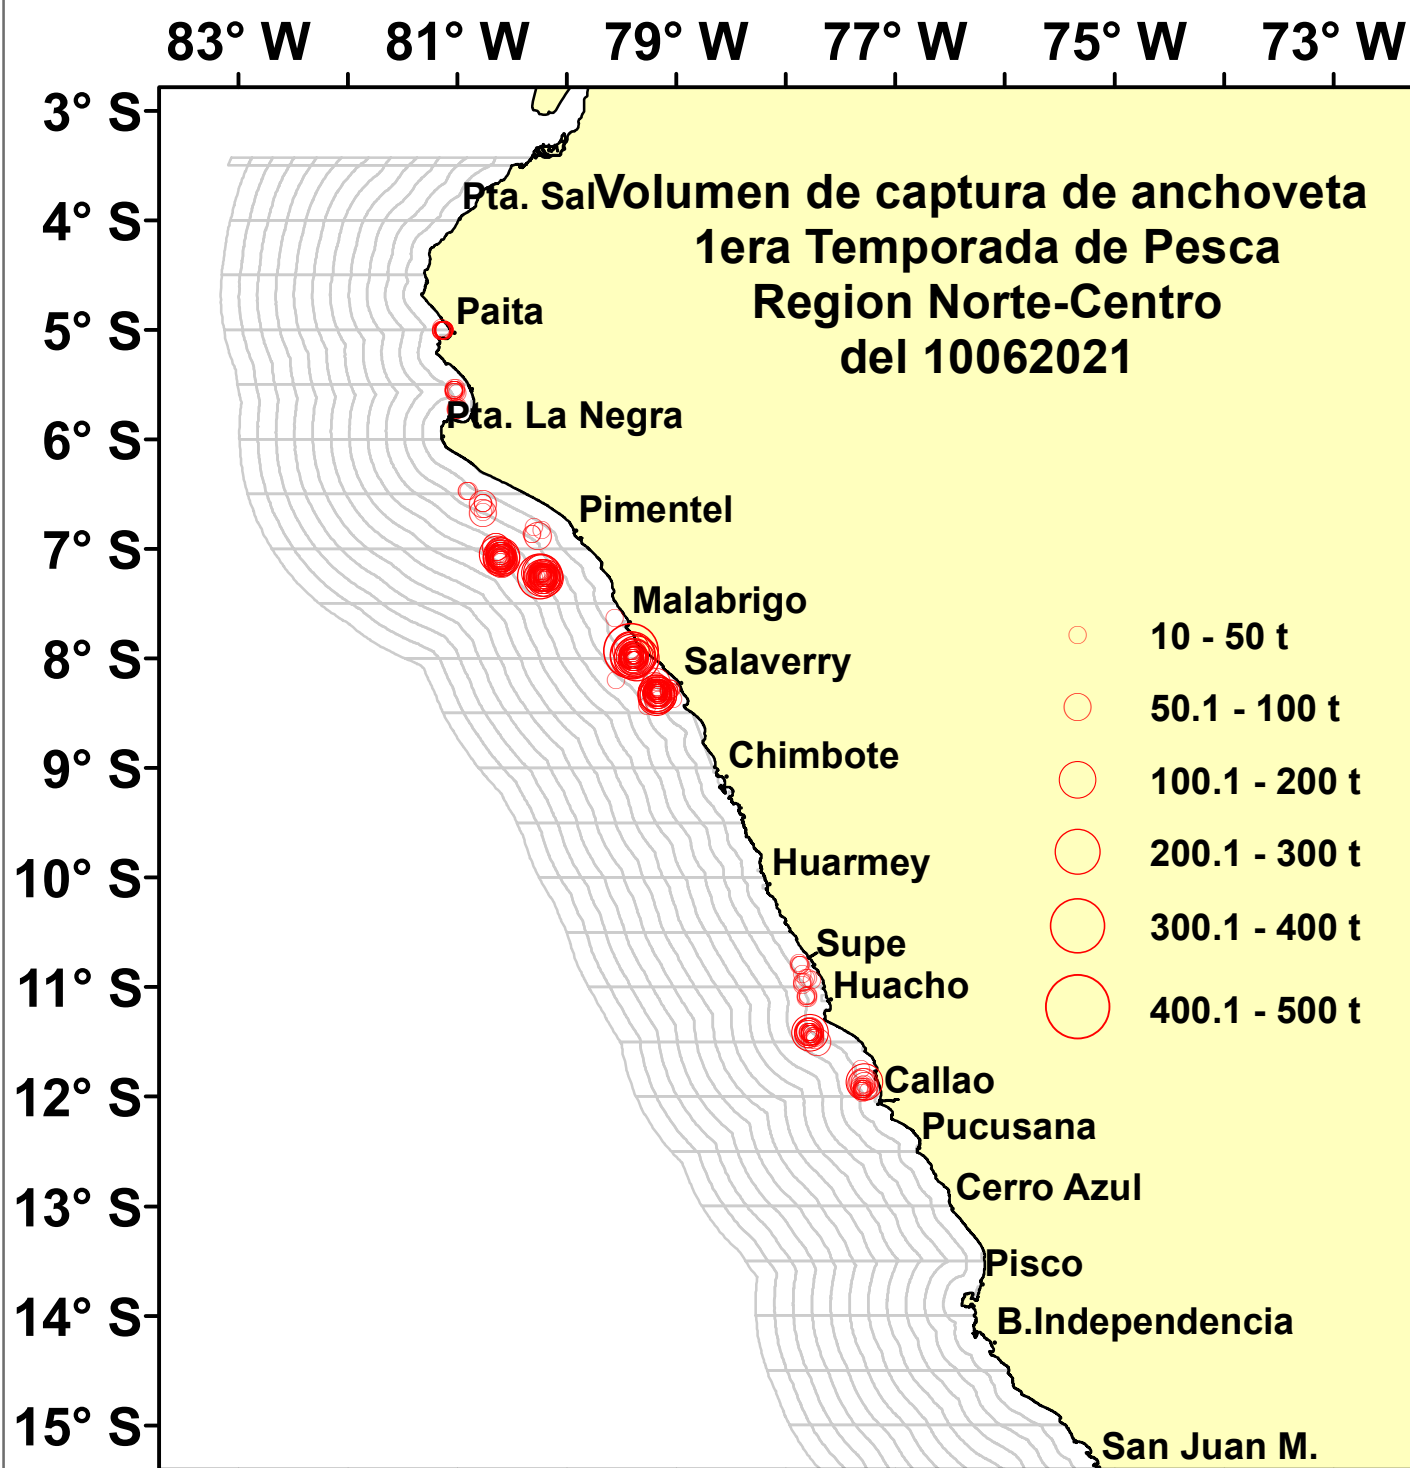 83° W 81° W 79° W 77° W 75° W 73° W
3° S
Pta. Sal
Volumen de captura de anchoveta
4° S
1era Temporada de Pesca
Region Norte-Centro
Paita
5° S
del 10062021
Pta. La Negra
6° S
Pimentel
7° S
Malabrigo
10 - 50 t
8° S
Salaverry
50.1 - 100 t
Chimbote
9° S
100.1 - 200 t
200.1 - 300 t
Huarmey
10° S
300.1 - 400 t
Supe
11° S
Huacho
400.1 - 500 t
Callao
12° S
Pucusana
Cerro Azul
13° S
Pisco
14° S
B.Independencia
15° S
San Juan M.